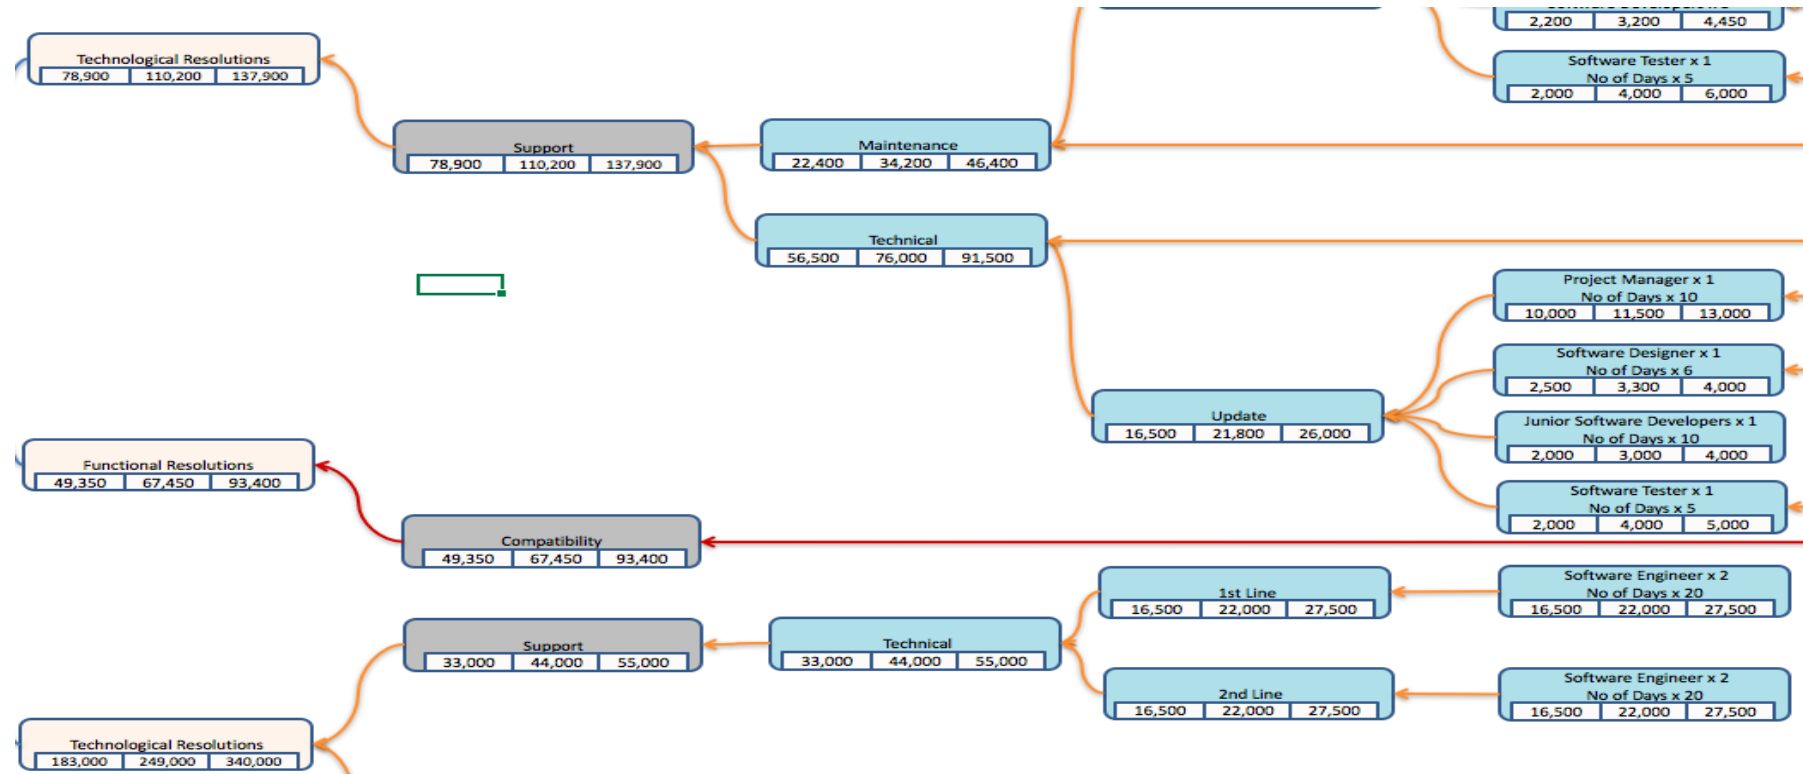 2,200 3,200 4,450
Software Tester x 1
No of Days x 5
2,000 4,000 6,000
Technological Resolutions
78,900 110,200 137,900
Support
78,900 110,200 137,900
Maintenance
22,400 34,200 46,400
Technical
56,500 76,000 91,500
Project Manager x 1
No of Days x 10
10,000 11,500 13,000
Software Designer x 1
No of Days x 6
2,500 3,300 4,000
Update
16,500 21,800 26,000
Junior Software Developers x 1
No of Days x 10
2,000 3,000 4,000
Software Tester x 1
No of Days x 5
2,000 4,000 5,000
Functional Resolutions
49,350 67,450 93,400
Compatibility
49,350 67,450 93,400
1st Line
16,500 22,000 27,500
Software Engineer x 2
No of Days x 20
16,500 22,000 27,500
Support
33,000 44,000 55,000
Technical
33,000 44,000 55,000
2nd Line
16,500 22,000 27,500
Software Engineer x 2
No of Days x 20
16,500 22,000 27,500
Technological Resolutions
183,000 249,000 340,000